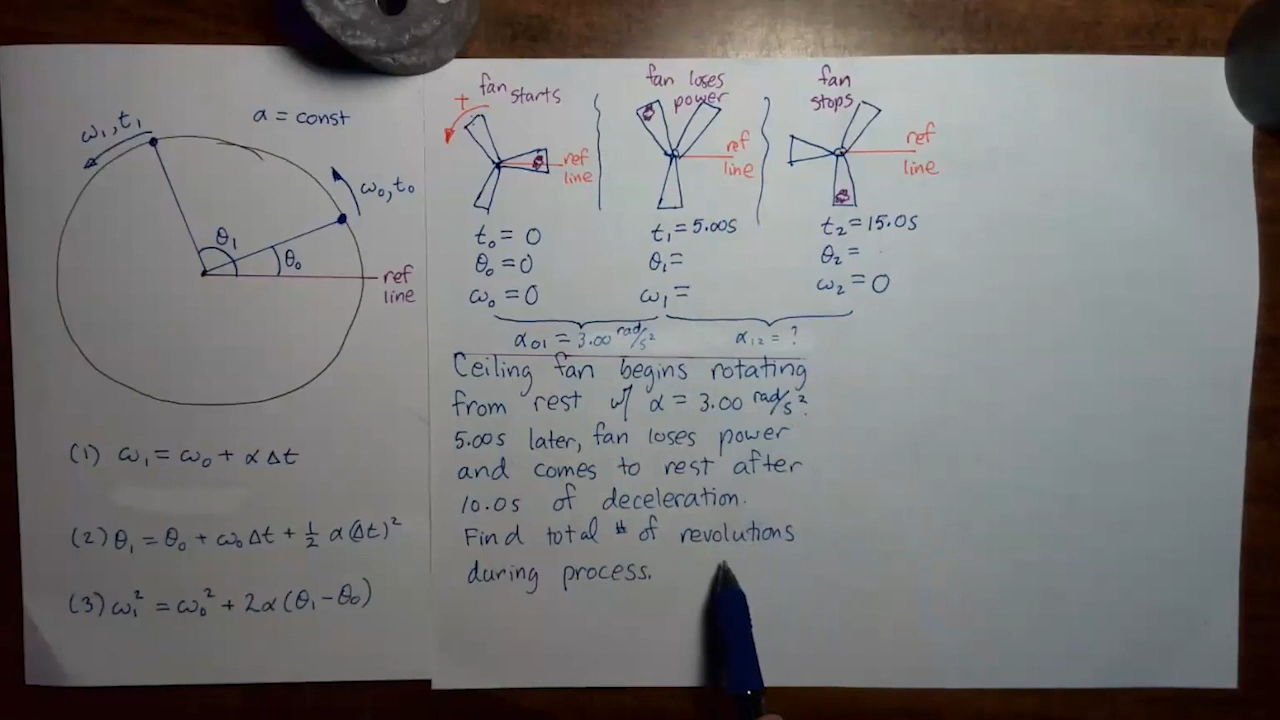 α = const
ω₁, t₁
ω₀, t₀
θ₁
θ₀
ref
line
(1) ω₁ = ω₀ + αΔt
(2) θ₁ = θ₀ + ω₀Δt + ½ α(Δt)²
(3) ω₁² = ω₀² + 2α(θ₁ - θ₀)
fan starts
+
ref
line
t₀ = 0
θ₀ = 0
ω₀ = 0
fan loses
power
ref
line
t₁ = 5.00s
θ₁ =
ω₁ =
fan
stops
ref
line
t₂ = 15.0s
θ₂ =
ω₂ = 0
α₀₁ = 3.00 rad/s²
α₁₂ = ?
Ceiling fan begins rotating
from rest w/ α = 3.00 rad/s².
5.00s later, fan loses power
and comes to rest after
10.0s of deceleration.
Find total # of revolutions
during process.